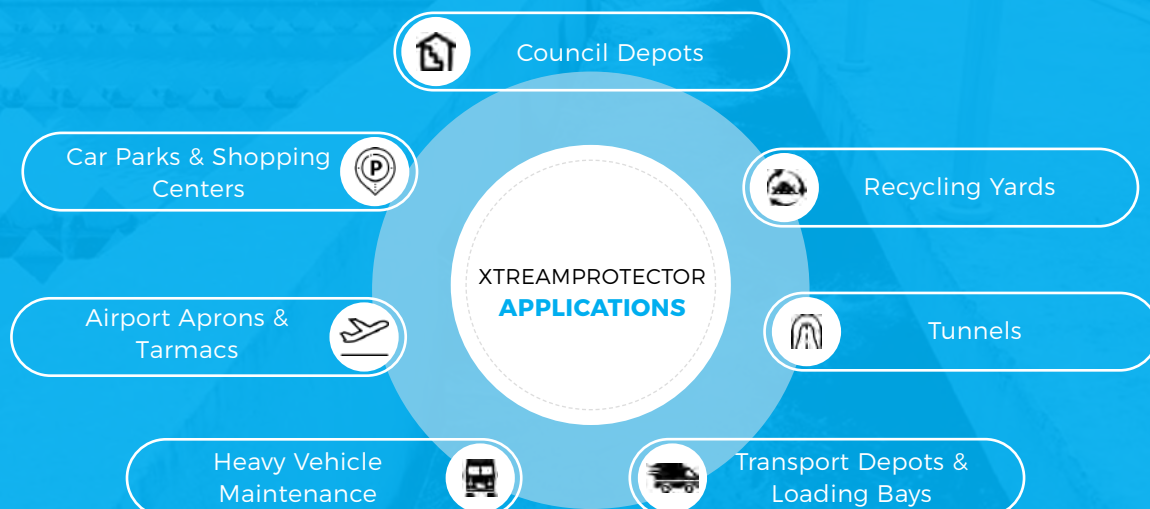 Council Depots
Car Parks & Shopping
Centers
P
Recycling Yards
XTREAMPROTECTOR
APPLICATIONS
Airport Aprons &
Tarmacs
Tunnels
Heavy Vehicle
Maintenance
Transport Depots &
Loading Bays